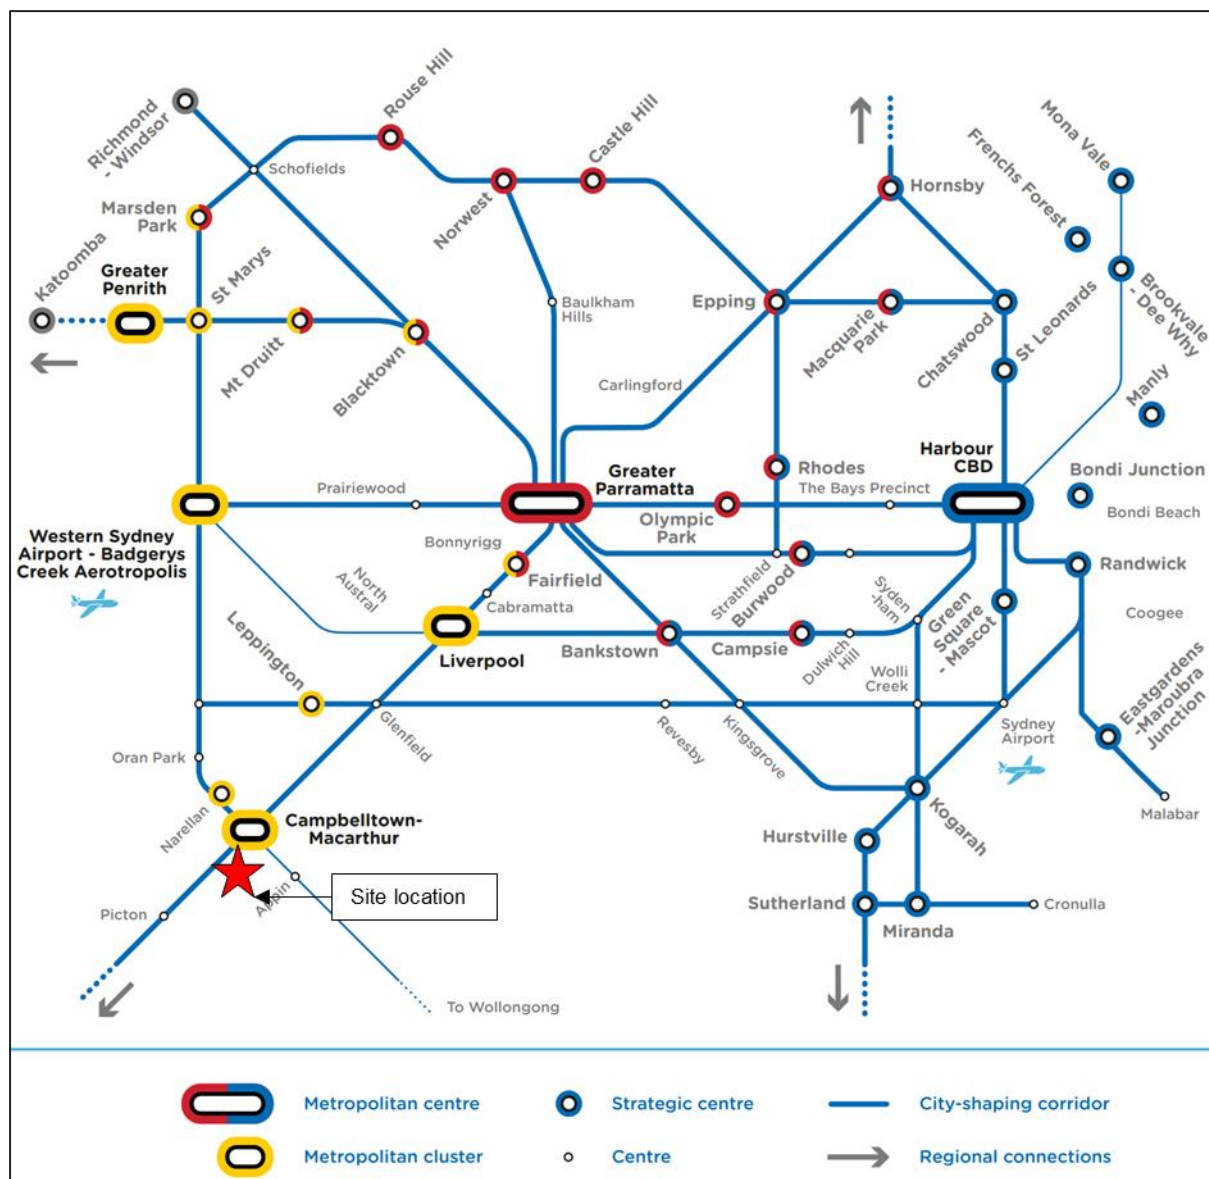 Rouse Hill
Richmond
- Windsor
Schofields
Castle Hill
Mona Vale
Frenchs Forest
Hornsby
Marsden
Park
Norwest
Katoomba
Greater
Penrith
St Marys
Baulkham
Hills
Epping
Macquarie
Park
Chatswood
St Leonards
Brookvale
- Dee Why
Mt Druitt
Blacktown
Carlingford
Manly
Harbour
CBD
Greater
Parramatta
Rhodes
Bondi Junction
Prairiewood
The Bays Precinct
Olympic
Park
Bondi Beach
Western Sydney
Airport - Badgerys
Creek Aerotropolis
Bonnyrigg
Fairfield
North
Austral
Cabramatta
Strathfield
Burwood
Syden
-ham
Randwick
Green
Square
- Mascot
Coogee
Leppington
Liverpool
Bankstown
Campsie
Dulwich
Hill
Wolli
Creek
Eastgardens
-Maroubra
Junction
Glenfield
Revesby
Kingsgrove
Sydney
Airport
Oran Park
Narellan
Campbelltown-
Macarthur
Kogarah
Malabar
Hurstville
Site location
Appin
Picton
Sutherland
Miranda
Cronulla
To Wollongong
Metropolitan centre
Strategic centre
City-shaping corridor
Metropolitan cluster
Centre
Regional connections